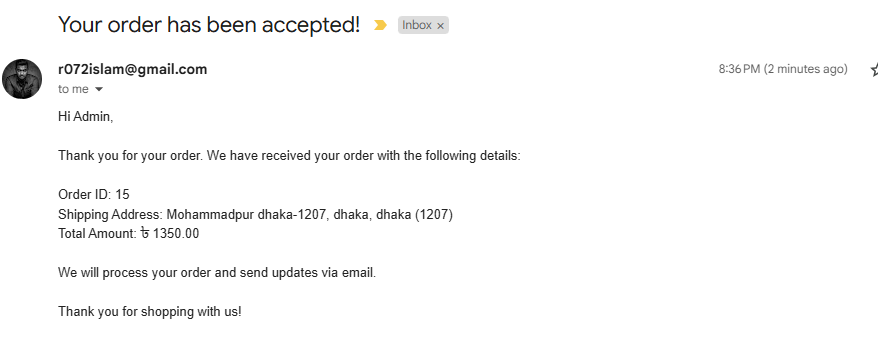 Your order has been accepted!
Inbox ×
r072islam@gmail.com
8:36 PM (2 minutes ago)
to me
Hi Admin,
Thank you for your order. We have received your order with the following details:
Order ID: 15
Shipping Address: Mohammadpur dhaka-1207, dhaka, dhaka (1207)
Total Amount: ৳ 1350.00
We will process your order and send updates via email.
Thank you for shopping with us!